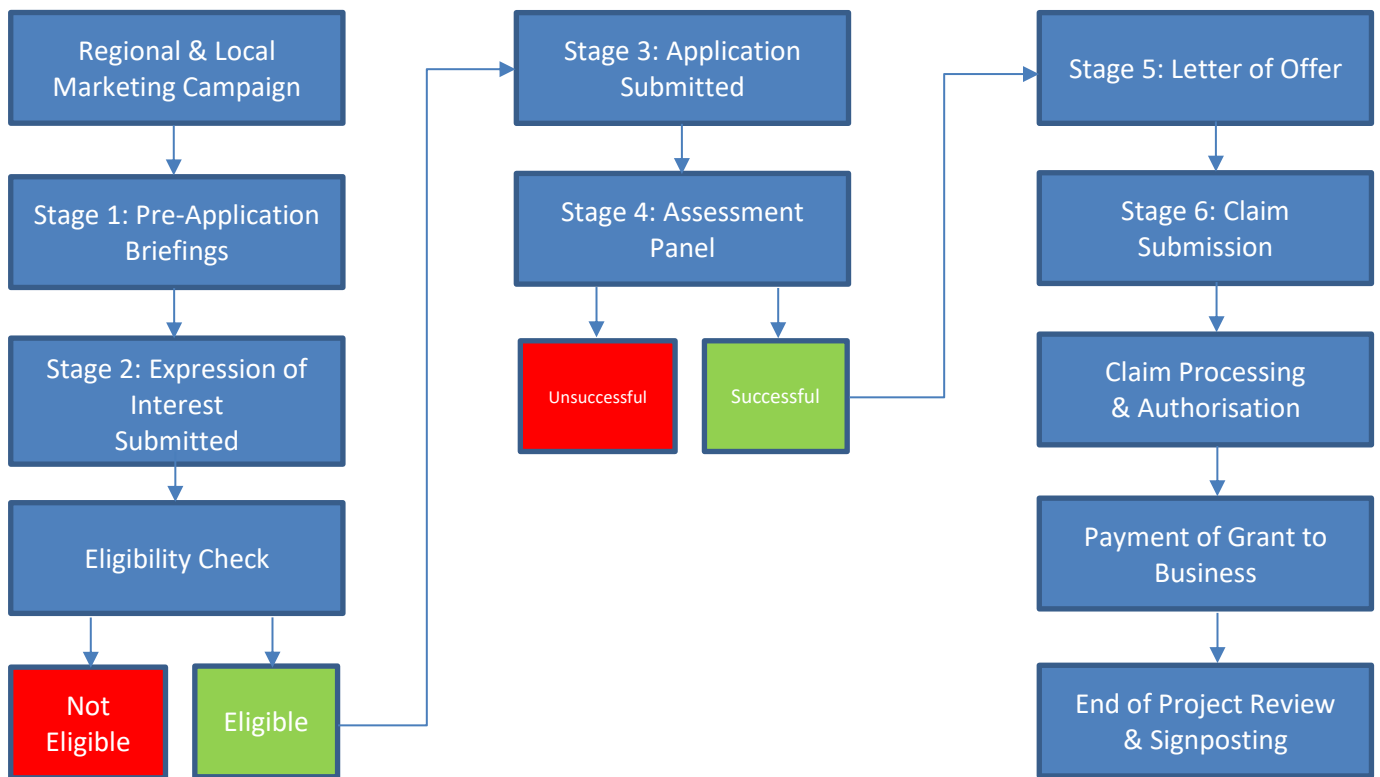 Regional & Local
Marketing Campaign
Stage 1: Pre-Application
Briefings
Stage 2: Expression of
Interest
Submitted
Eligibility Check
Not
Eligible
Eligible
Stage 3: Application
Submitted
Stage 4: Assessment
Panel
Unsuccessful
Successful
Stage 5: Letter of Offer
Stage 6: Claim
Submission
Claim Processing
& Authorisation
Payment of Grant to
Business
End of Project Review
& Signposting